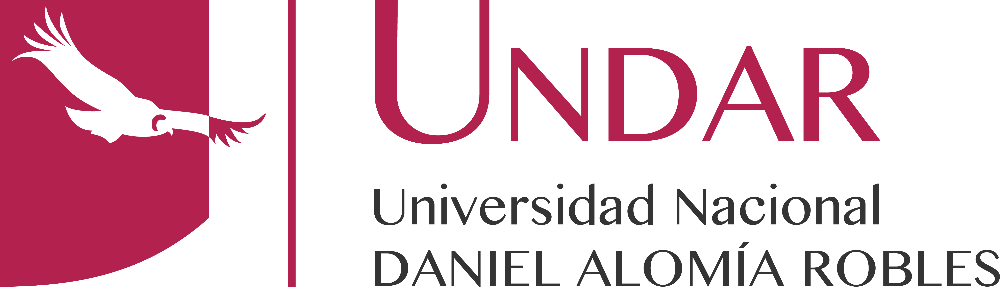 UNDAR
Universidad Nacional
DANIEL ALOMÍA ROBLES